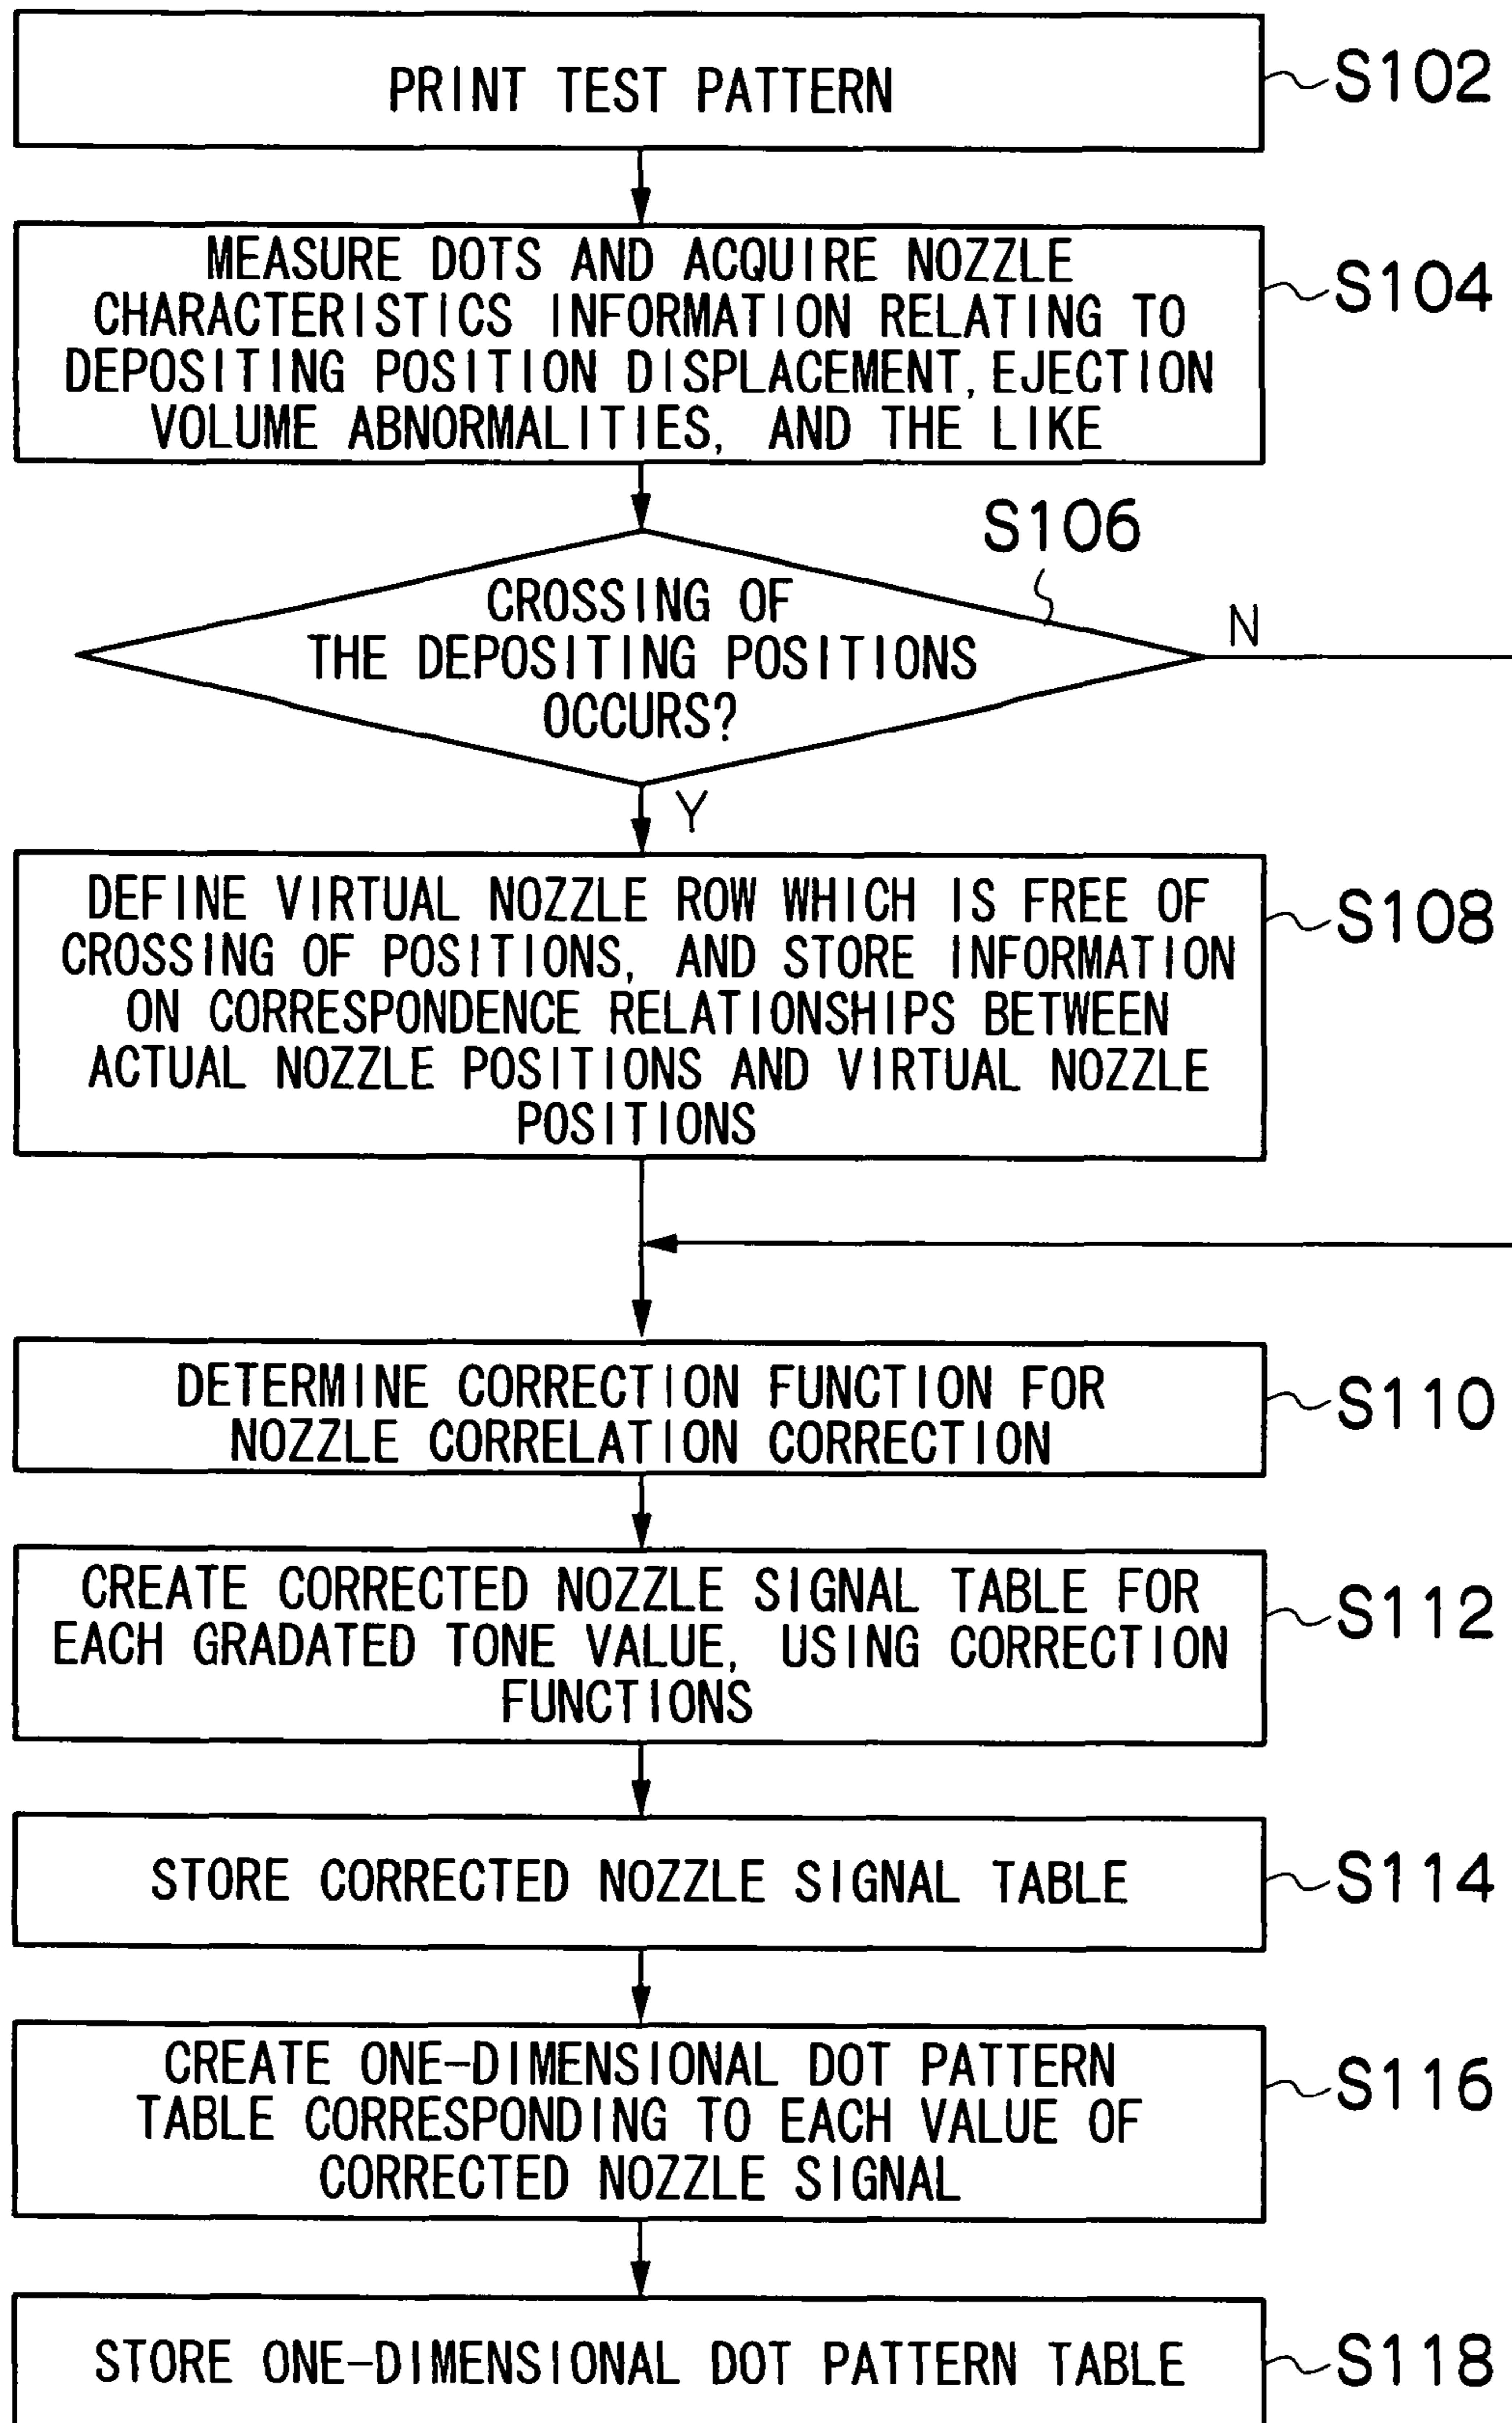 PRINT TEST PATTERN
S102
MEASURE DOTS AND ACQUIRE NOZZLE
CHARACTERISTICS INFORMATION RELATING TO
DEPOSITING POSITION DISPLACEMENT, EJECTION
VOLUME ABNORMALITIES, AND THE LIKE
S104
S106
CROSSING OF
THE DEPOSITING POSITIONS
OCCURS?
N
Y
DEFINE VIRTUAL NOZZLE ROW WHICH IS FREE OF
CROSSING OF POSITIONS, AND STORE INFORMATION
ON CORRESPONDENCE RELATIONSHIPS BETWEEN
ACTUAL NOZZLE POSITIONS AND VIRTUAL NOZZLE
POSITIONS
S108
DETERMINE CORRECTION FUNCTION FOR
NOZZLE CORRELATION CORRECTION
S110
CREATE CORRECTED NOZZLE SIGNAL TABLE FOR
EACH GRADATED TONE VALUE, USING CORRECTION
FUNCTIONS
S112
STORE CORRECTED NOZZLE SIGNAL TABLE
S114
CREATE ONE-DIMENSIONAL DOT PATTERN
TABLE CORRESPONDING TO EACH VALUE OF
CORRECTED NOZZLE SIGNAL
S116
STORE ONE-DIMENSIONAL DOT PATTERN TABLE
S118